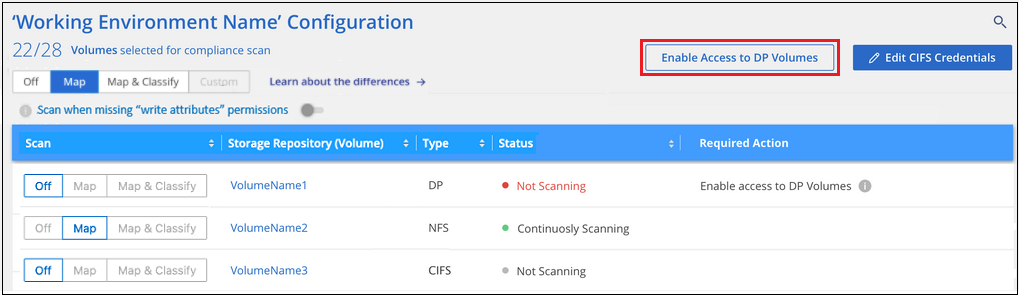 ‘Working Environment Name’ Configuration
22/28 Volumes selected for compliance scan
Enable Access to DP Volumes
Edit CIFS Credentials
Off Map Map & Classify Custom Learn about the differences →
Scan when missing “write attributes” permissions
Scan Storage Repository (Volume) Type Status Required Action
Off Map Map & Classify VolumeName1 DP Not Scanning Enable access to DP Volumes
Off Map Map & Classify VolumeName2 NFS Continuosly Scanning
Off Map Map & Classify VolumeName3 CIFS Not Scanning